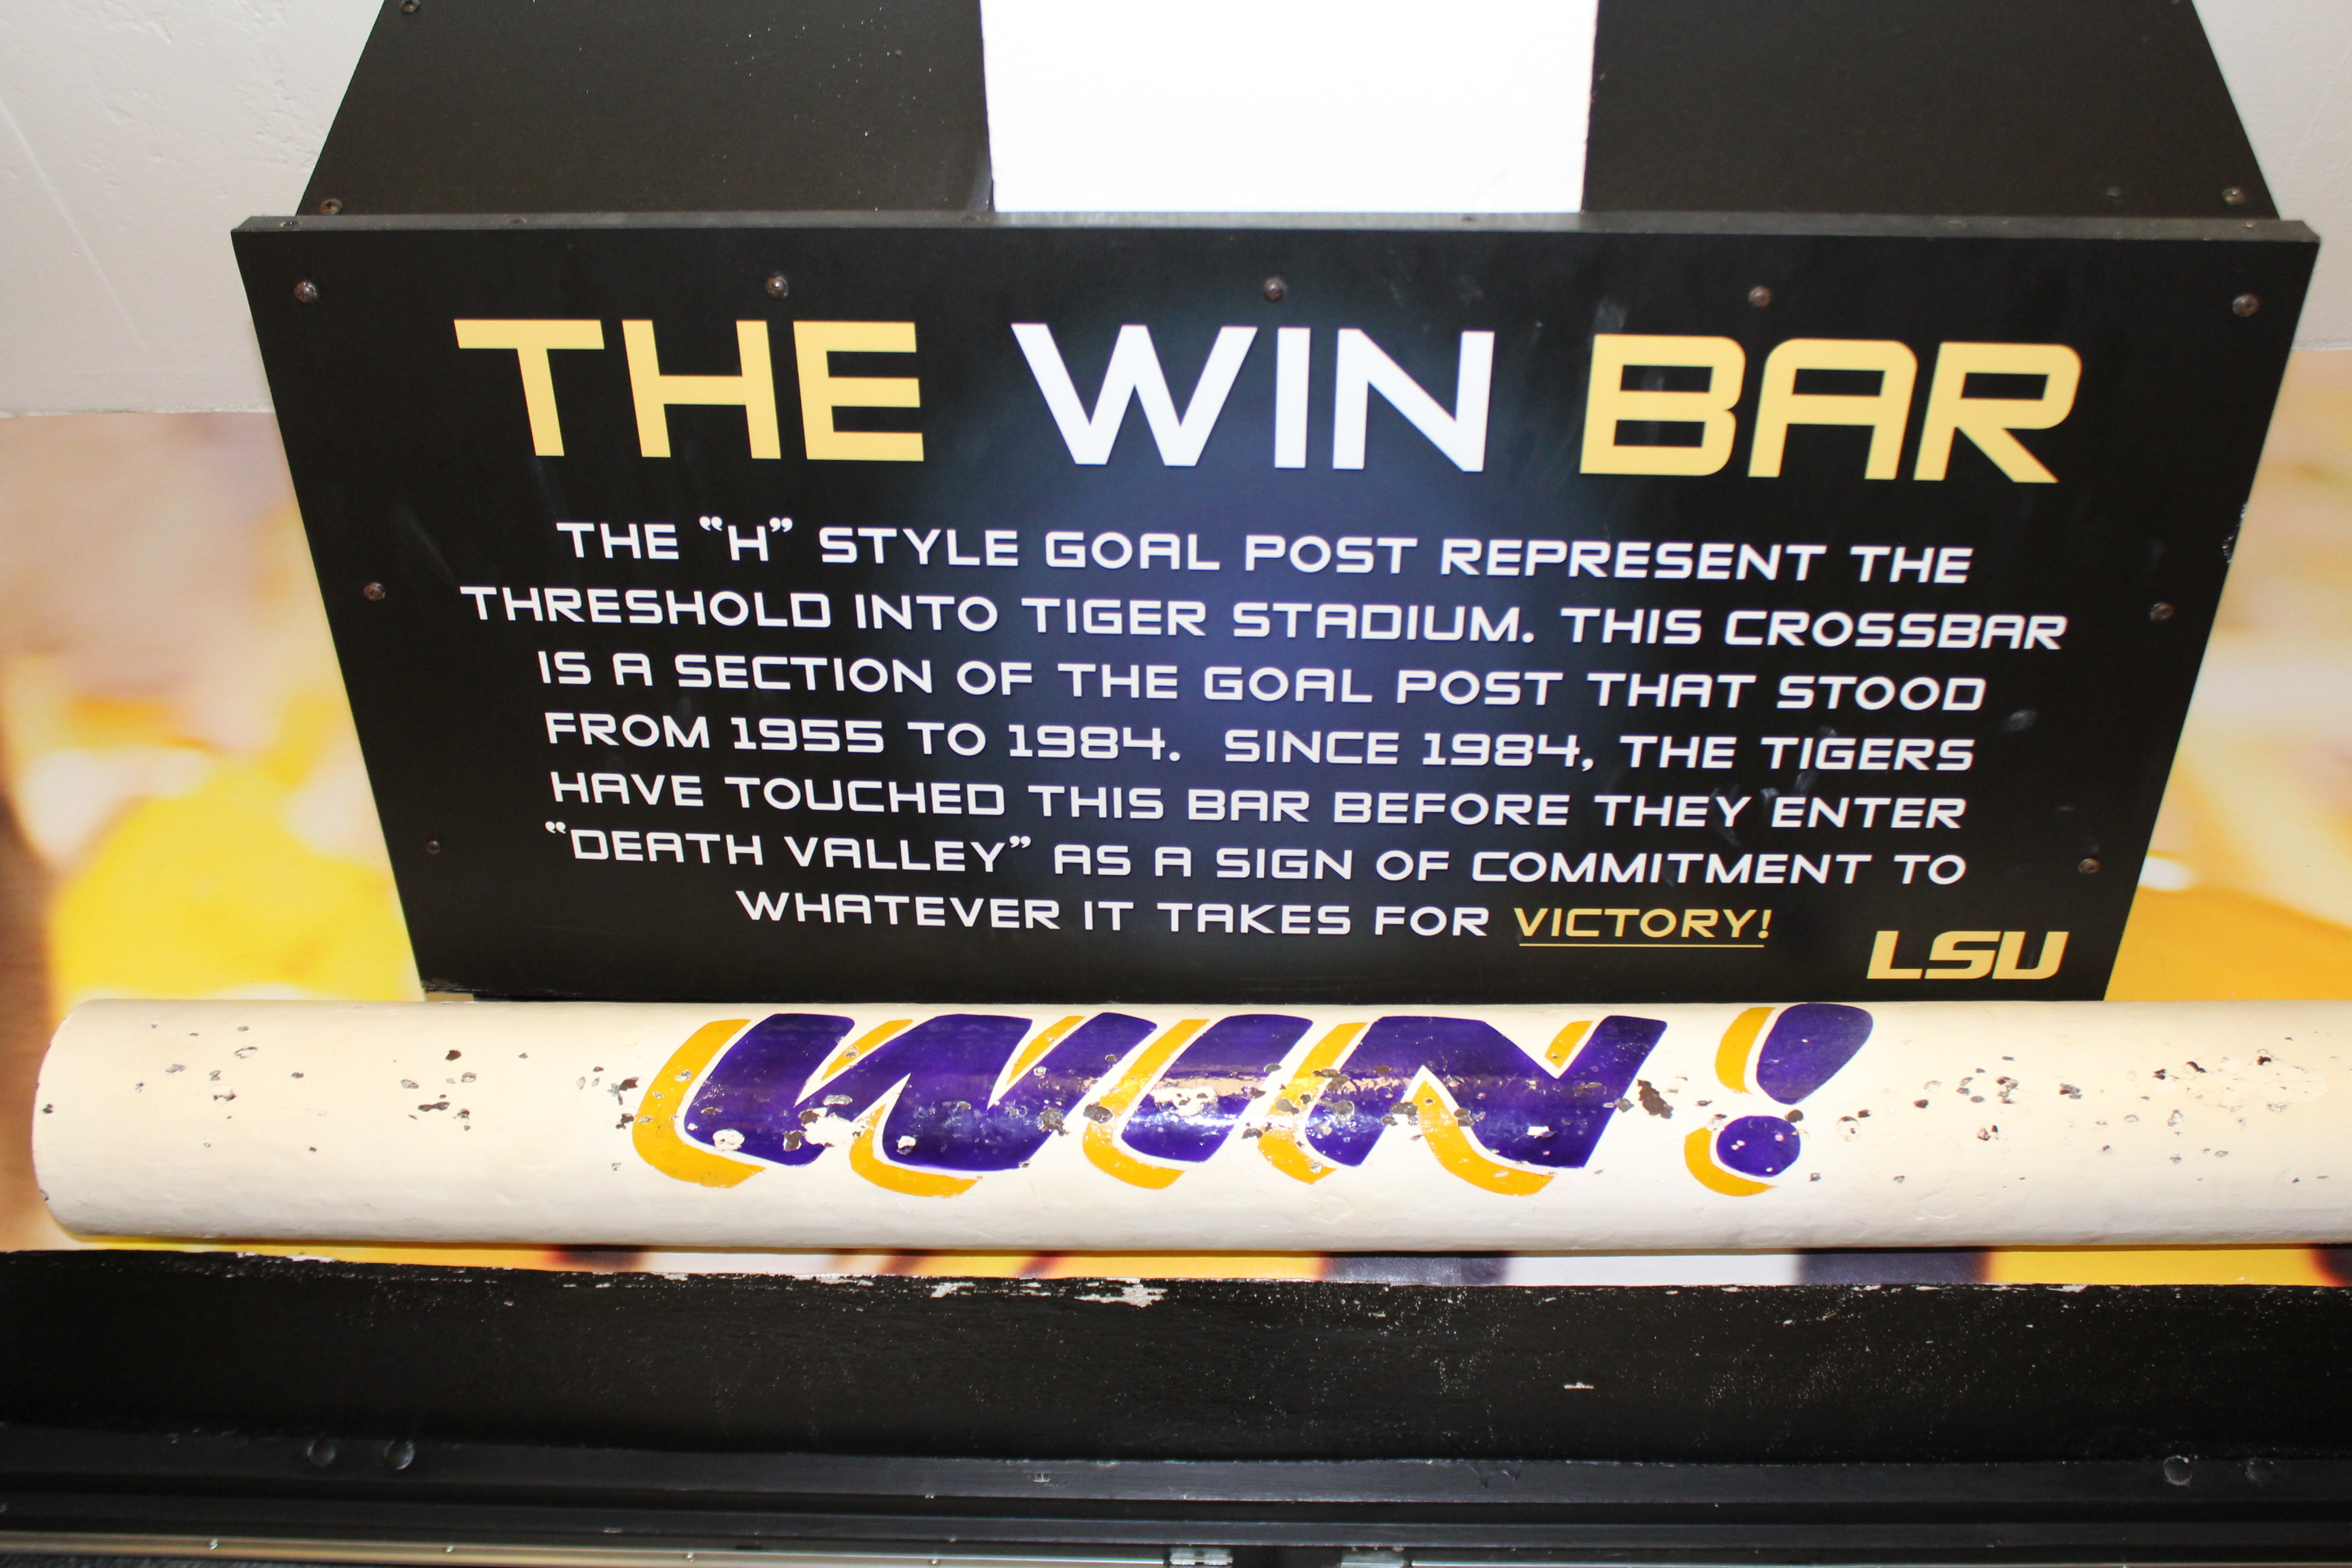 THE WIN BAR
THE “H” STYLE GOAL POST REPRESENT THE
THRESHOLD INTO TIGER STADIUM. THIS CROSSBAR
IS A SECTION OF THE GOAL POST THAT STOOD
FROM 1955 TO 1984. SINCE 1984, THE TIGERS
HAVE TOUCHED THIS BAR BEFORE THEY ENTER
“DEATH VALLEY” AS A SIGN OF COMMITMENT TO
WHATEVER IT TAKES FOR VICTORY!
LSU
WIN!